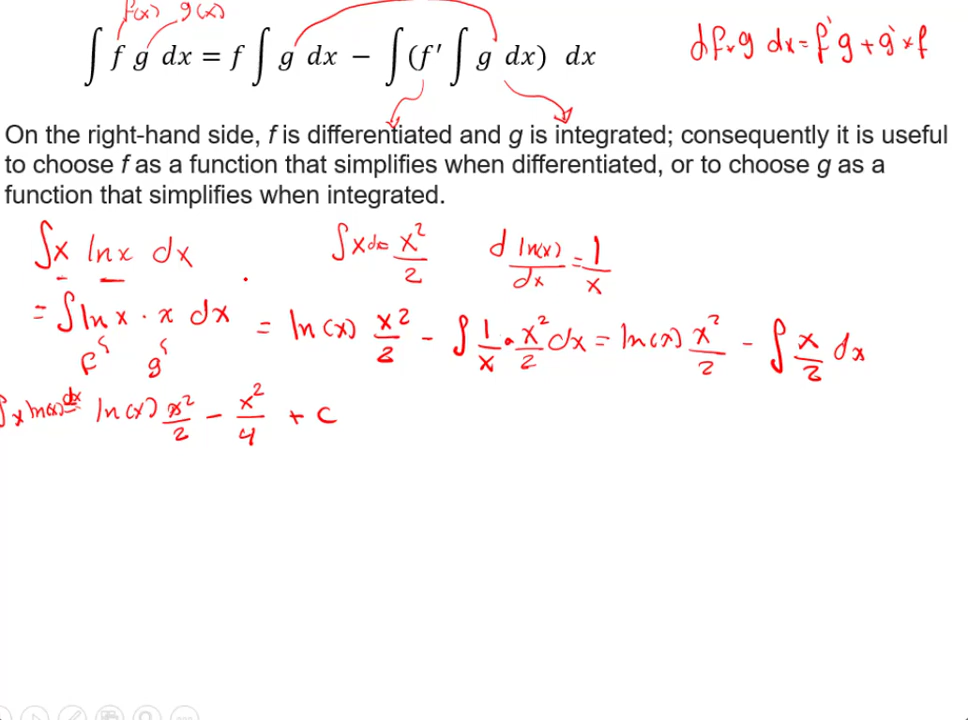 f(x) g(x)
∫ f g dx = f ∫ g dx − ∫ (f′ ∫ g dx) dx
d f×g dx = f' g + g' × f
On the right-hand side, f is differentiated and g is integrated; consequently it is useful
to choose f as a function that simplifies when differentiated, or to choose g as a
function that simplifies when integrated.
∫x lnx dx ∫x dx = x²/2 d ln(x)/dx = 1/x
= ∫ln x · x dx = ln(x) x²/2 - ∫ 1/x · x²/2 dx = ln(x) x²/2 - ∫ x/2 dx
f g
∫x ln(x) dx = ln(x) x²/2 - x²/4 + C